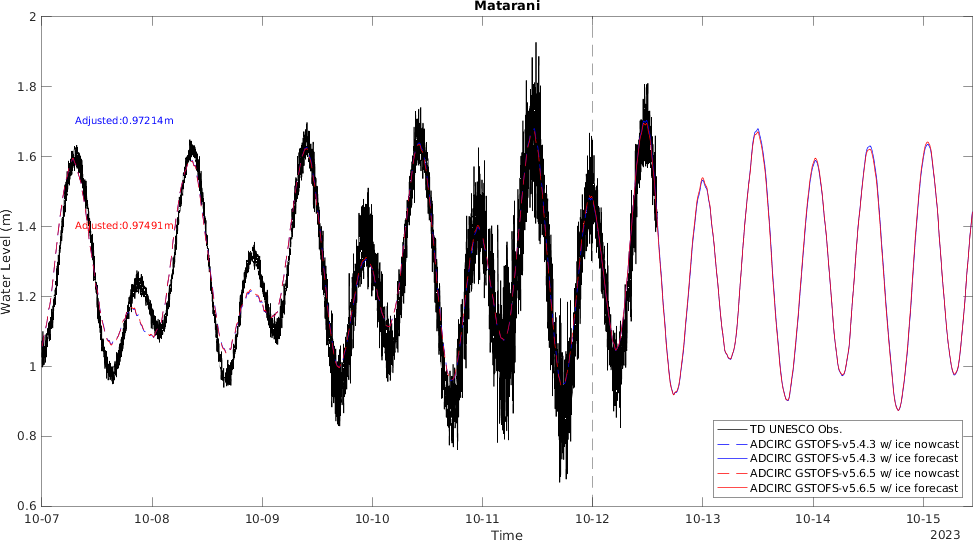 Matarani
2
1.8
1.6
1.4
1.2
1
0.8
0.6
Water Level (m)
Adjusted:0.97214m
Adjusted:0.97491m
TD UNESCO Obs.
ADCIRC GSTOFS-v5.4.3 w/ ice nowcast
ADCIRC GSTOFS-v5.4.3 w/ ice forecast
ADCIRC GSTOFS-v5.6.5 w/ ice nowcast
ADCIRC GSTOFS-v5.6.5 w/ ice forecast
10-07 10-08 10-09 10-10 10-11 10-12 10-13 10-14 10-15
Time
2023